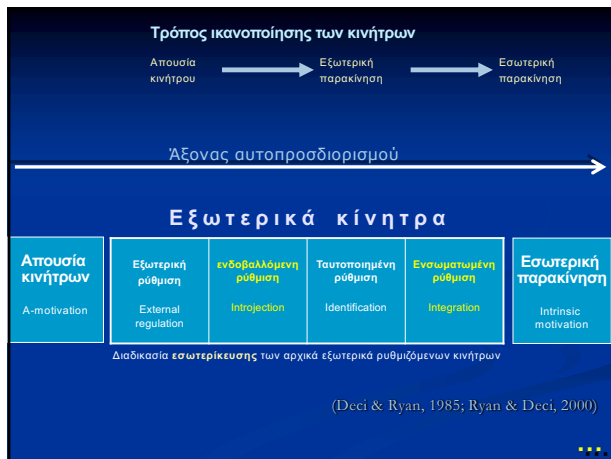 Τρόπος ικανοποίησης των κινήτρων
Απουσία Εξωτερική Εσωτερική
κινήτρου παρακίνηση παρακίνηση
Άξονας αυτοπροσδιορισμού
Εξωτερικά κίνητρα
Απουσία
κινήτρων
A-motivation
Εξωτερική
ρύθμιση
External
regulation
ενδοβαλλόμενη
ρύθμιση
Introjection
Ταυτοποιημένη
ρύθμιση
Identification
Ενσωματωμένη
ρύθμιση
Integration
Εσωτερική
παρακίνηση
Intrinsic
motivation
Διαδικασία εσωτερίκευσης των αρχικά εξωτερικά ρυθμιζόμενων κινήτρων
(Deci & Ryan, 1985; Ryan & Deci, 2000)